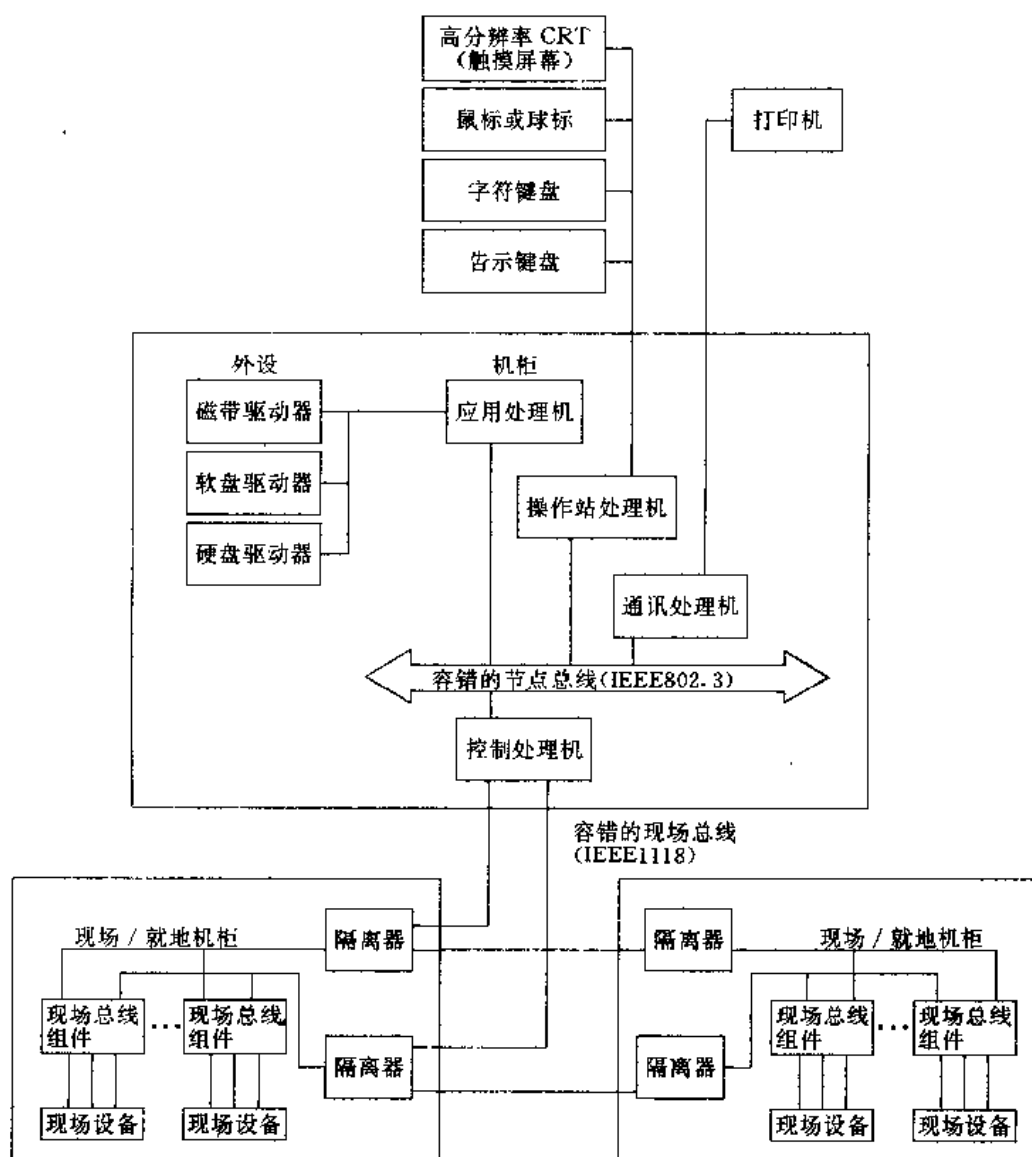 高分辨率 CRT
(触摸屏幕)
鼠标或球标
打印机
字符键盘
告示键盘
外设
机柜
磁带驱动器
应用处理机
软盘驱动器
操作站处理机
硬盘驱动器
通讯处理机
容错的节点总线(IEEE802.3)
控制处理机
容错的现场总线
(IEEE1118)
现场/就地机柜
隔离器
隔离器
现场/就地机柜
现场总线
组件
...
现场总线
组件
现场总线
组件
...
现场总线
组件
隔离器
隔离器
现场设备
现场设备
现场设备
现场设备